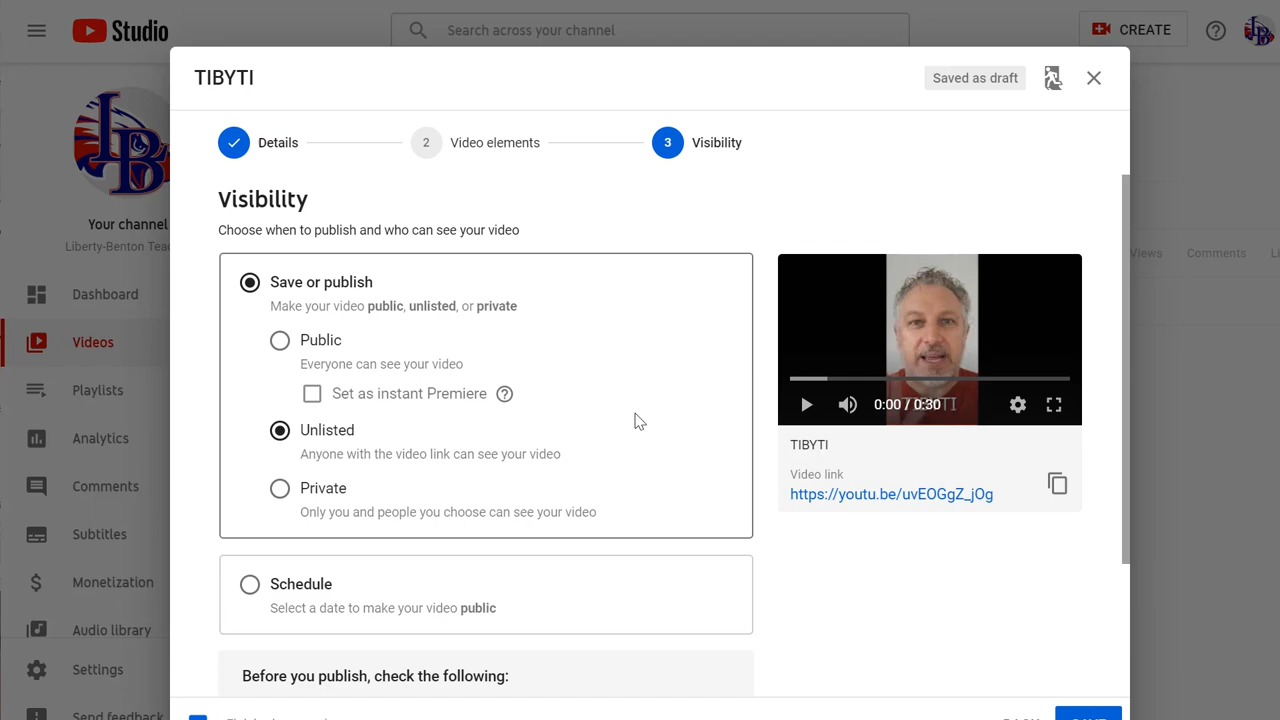 Studio
Search across your channel
CREATE
TIBYTI
Saved as draft
Details
2
Video elements
3
Visibility
Visibility
Choose when to publish and who can see your video
Save or publish
Make your video public, unlisted, or private
Public
Everyone can see your video
Set as instant Premiere
Unlisted
Anyone with the video link can see your video
Private
Only you and people you choose can see your video
Schedule
Select a date to make your video public
Before you publish, check the following:
0:00 / 0:30
TIBYTI
Video link
https://youtu.be/uvEOGgZ_jOg
LB
Your channel
Liberty-Benton Tea
Dashboard
Videos
Playlists
Analytics
Comments
Subtitles
Monetization
Audio library
Settings
Send feedback
Views
Comments